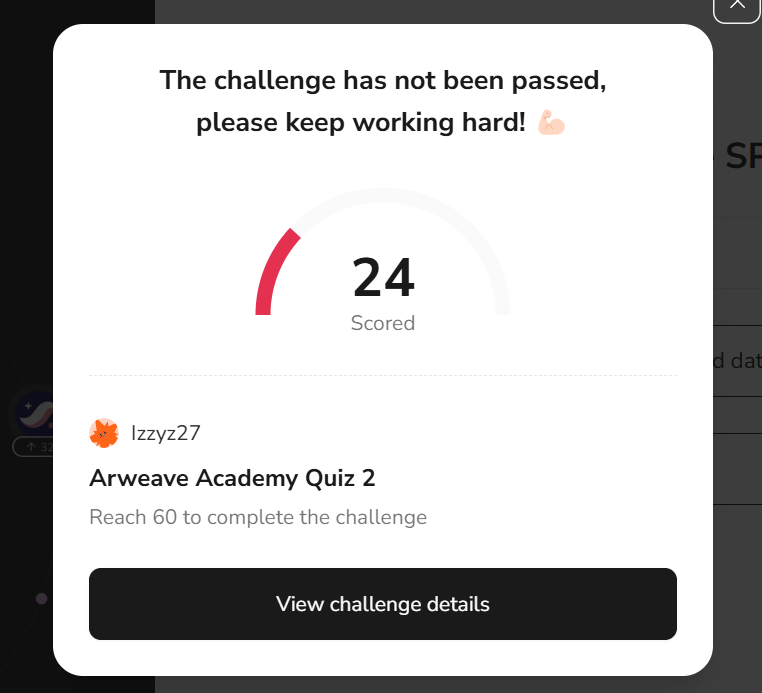 The challenge has not been passed,
please keep working hard! 💪🏻
SP
24
Scored
d dat
Izzyz27
Arweave Academy Quiz 2
Reach 60 to complete the challenge
View challenge details